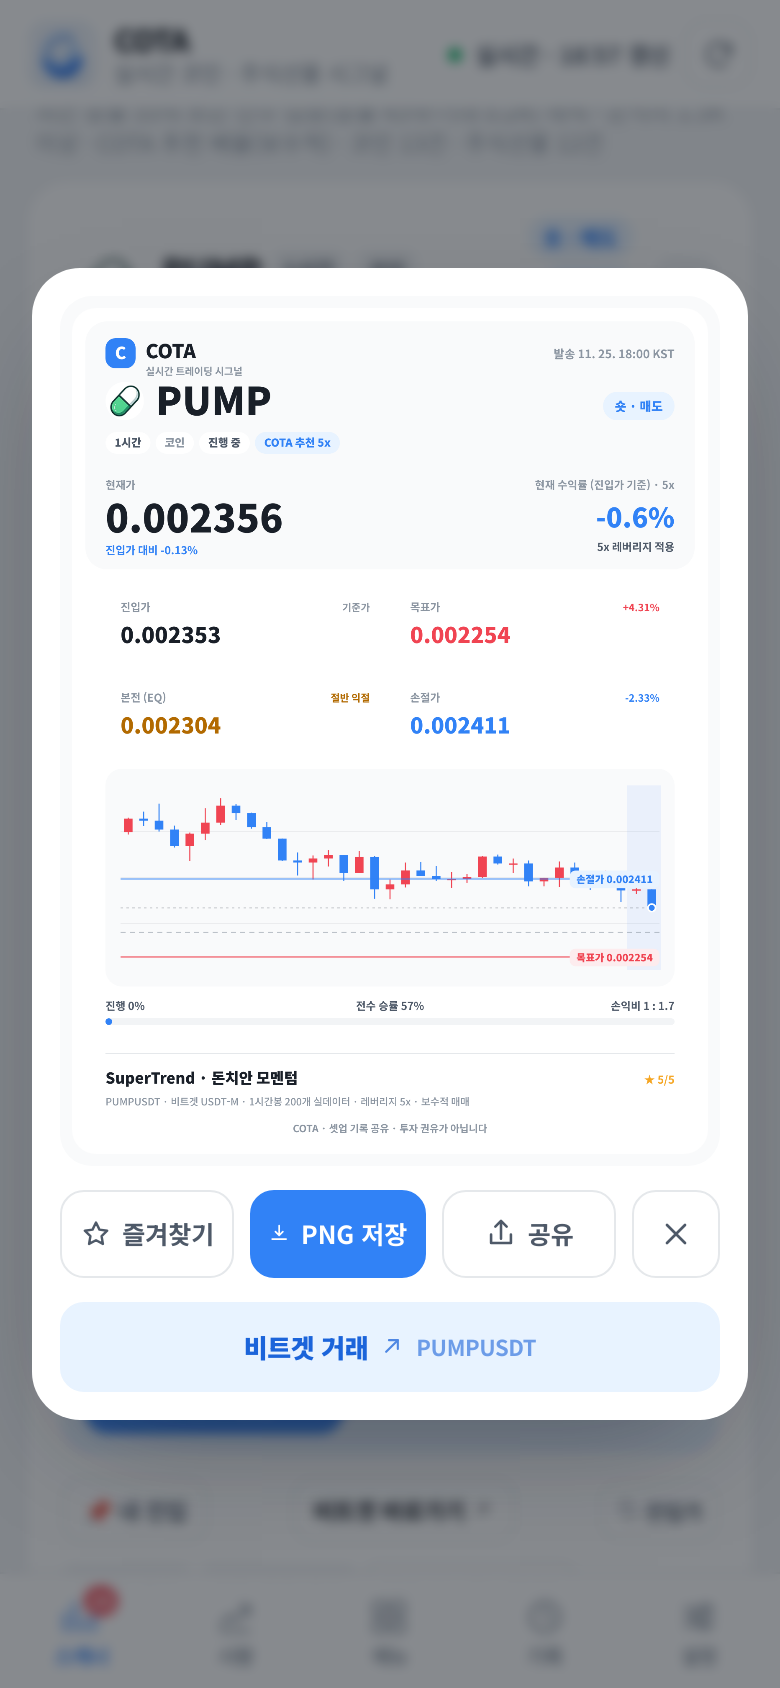 COTA
C COTA
실시간 트레이딩 시그널
발송 11. 25. 18:00 KST
PUMP
숏 · 매도
1시간 코인 진행 중 COTA 추천 5x
현재가
현재 수익률 (진입가 기준) · 5x
0.002356
-0.6%
진입가 대비 -0.13%
5x 레버리지 적용
진입가 기준가
0.002353
목표가 +4.31%
0.002254
본전 (EQ) 절반 익절
0.002304
손절가 -2.33%
0.002411
손절가 0.002411
목표가 0.002254
진행 0% 전수 승률 57% 손익비 1 : 1.7
SuperTrend · 돈치안 모멘텀
★ 5/5
PUMPUSDT · 비트겟 USDT-M · 1시간봉 200개 실데이터 · 레버리지 5x · 보수적 매매
COTA · 셋업 기록 공유 · 투자 권유가 아닙니다
즐겨찾기
PNG 저장
공유
비트겟 거래 ↗ PUMPUSDT